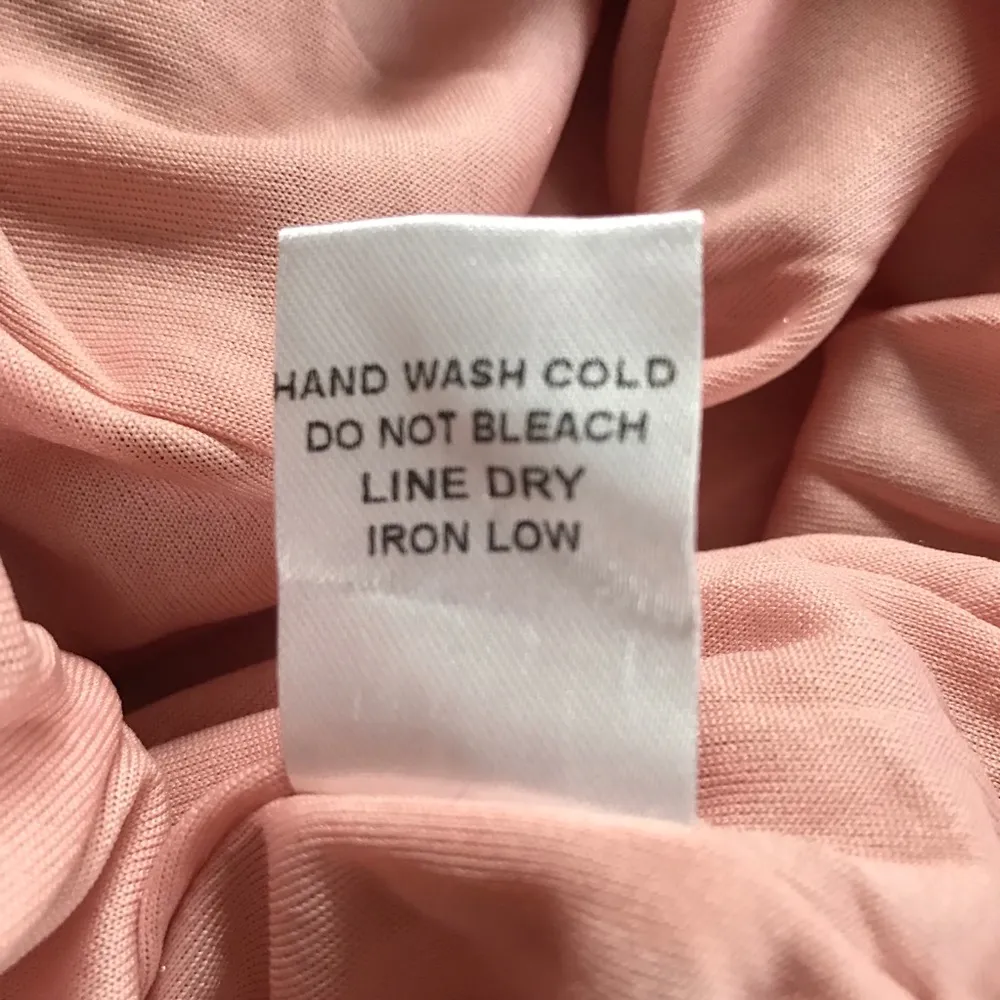 HAND WASH COLD
DO NOT BLEACH
LINE DRY
IRON LOW